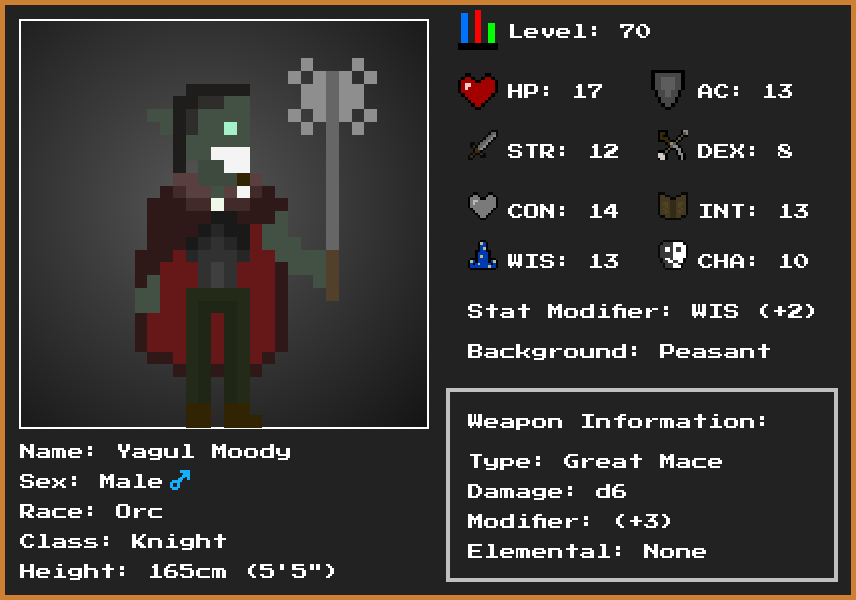 Level: 70
HP: 17
AC: 13
STR: 12
DEX: 8
CON: 14
INT: 13
WIS: 13
CHA: 10
Stat Modifier: WIS (+2)
Background: Peasant
Weapon Information:
Type: Great Mace
Damage: d6
Modifier: (+3)
Elemental: None
Name: Yagul Moody
Sex: Male ♂
Race: Orc
Class: Knight
Height: 165cm (5'5")